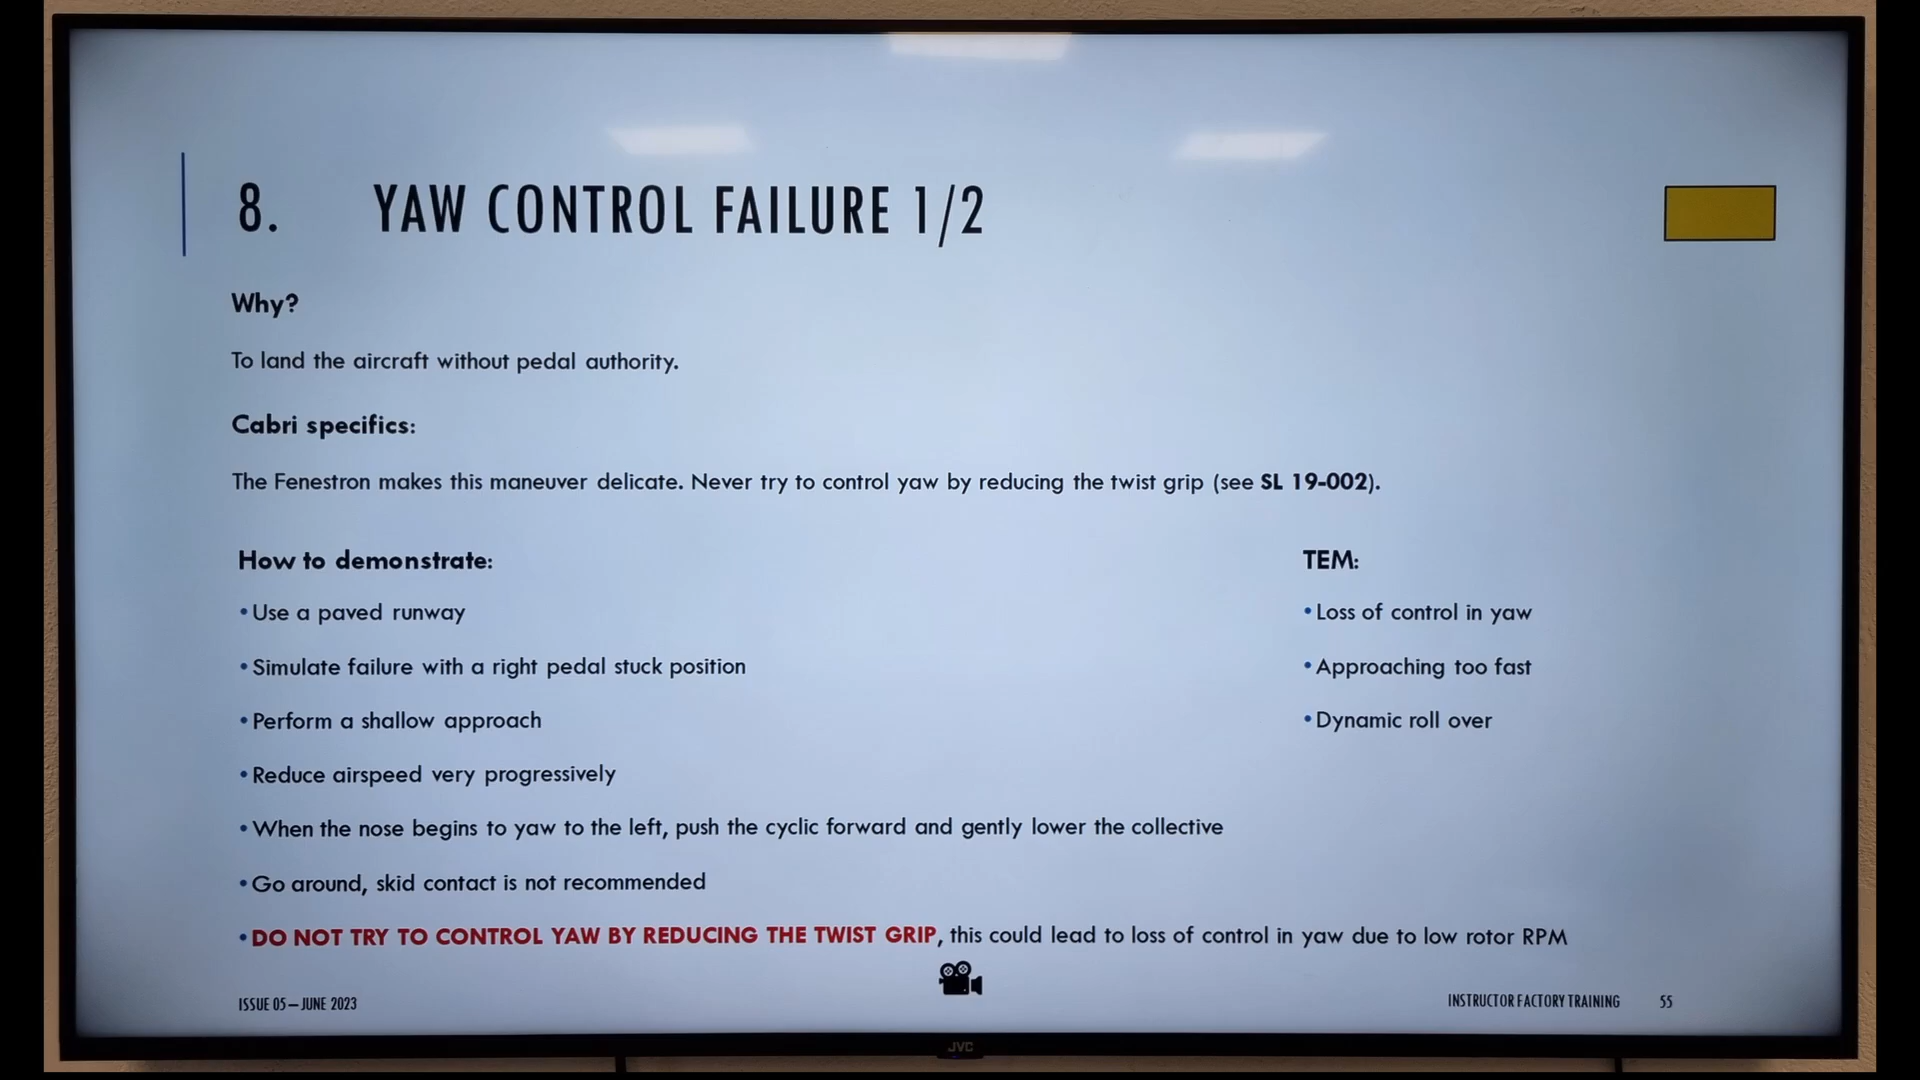 8. YAW CONTROL FAILURE 1/2
Why?
To land the aircraft without pedal authority.
Cabri specifics:
The Fenestron makes this maneuver delicate. Never try to control yaw by reducing the twist grip (see SL 19-002).
How to demonstrate:
• Use a paved runway
• Simulate failure with a right pedal stuck position
• Perform a shallow approach
• Reduce airspeed very progressively
• When the nose begins to yaw to the left, push the cyclic forward and gently lower the collective
• Go around, skid contact is not recommended
• DO NOT TRY TO CONTROL YAW BY REDUCING THE TWIST GRIP, this could lead to loss of control in yaw due to low rotor RPM
TEM:
• Loss of control in yaw
• Approaching too fast
• Dynamic roll over
ISSUE 05 – JUNE 2023
INSTRUCTOR FACTORY TRAINING 55
JVC